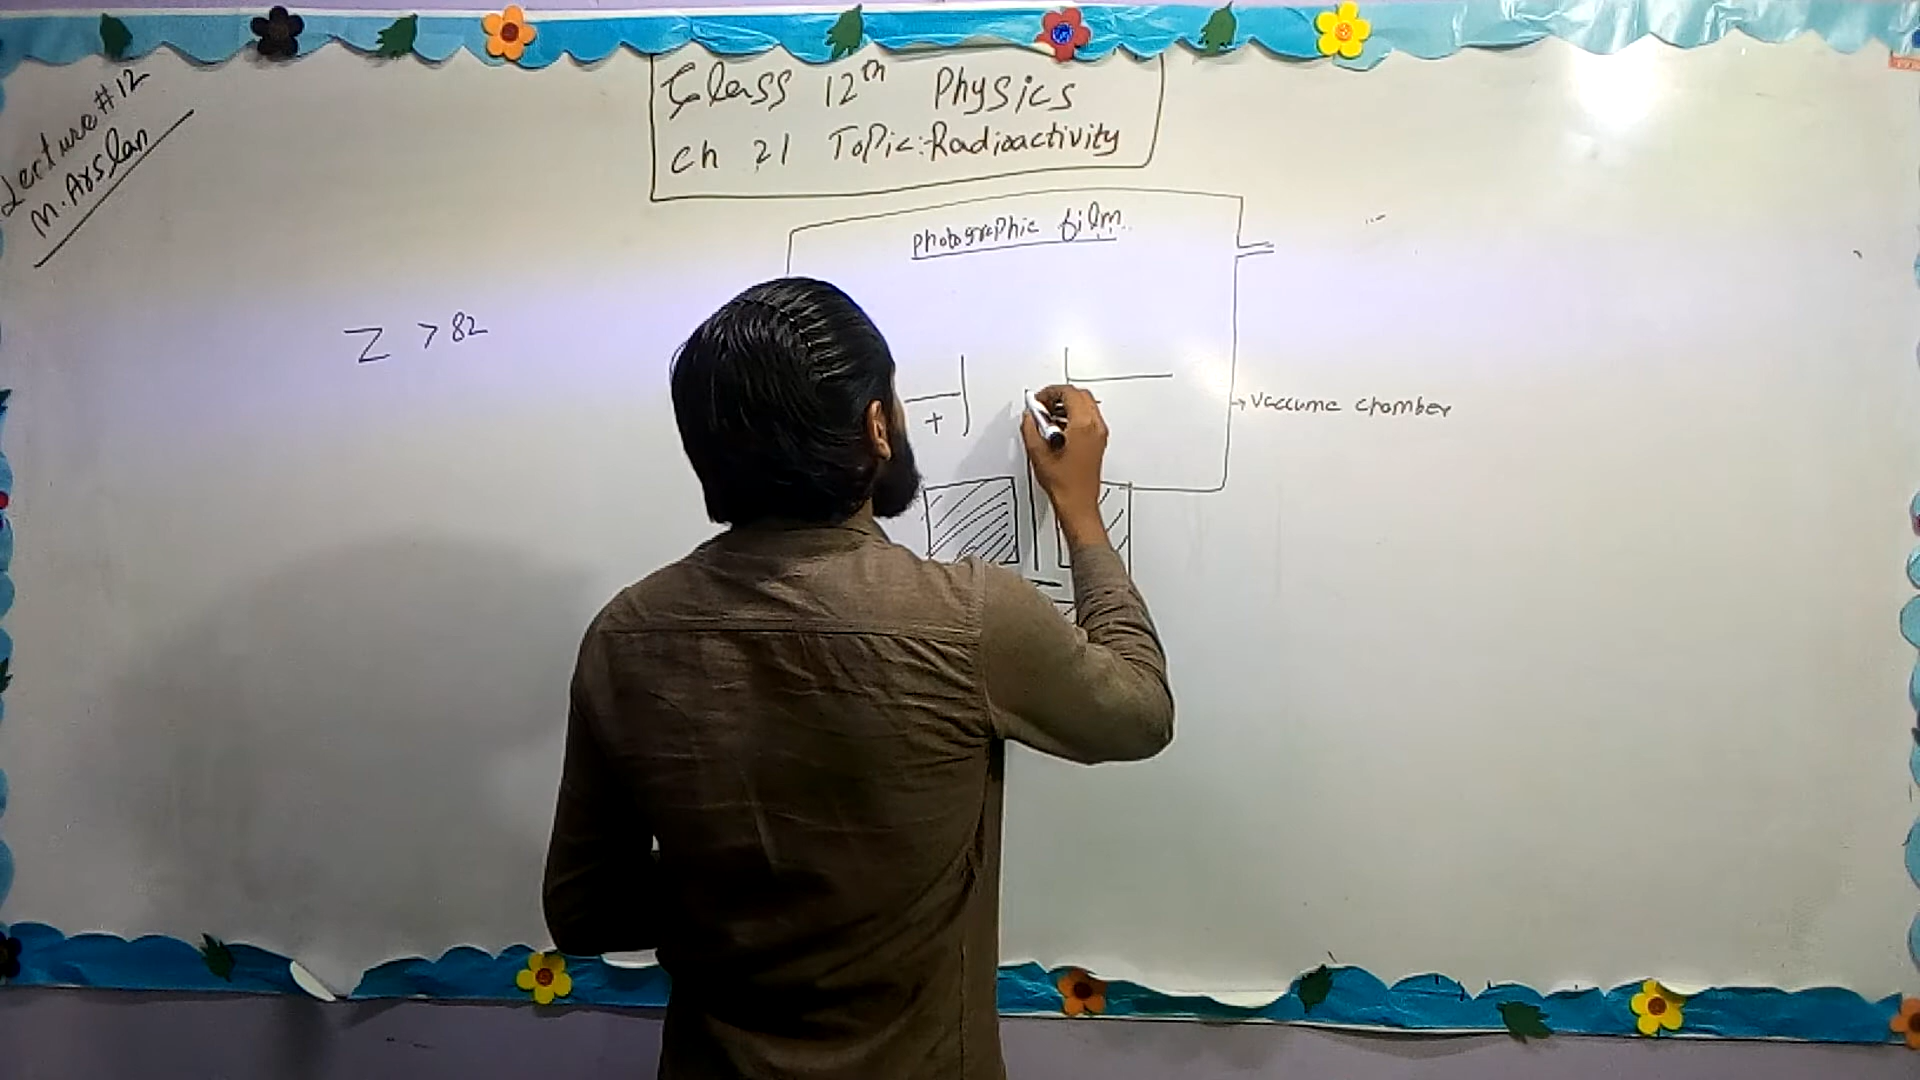 Lecture #12
M. Arslan
Class 12th Physics
ch 21 Topic: Radioactivity
Photographic film
Z > 82
+
Vaccume chamber